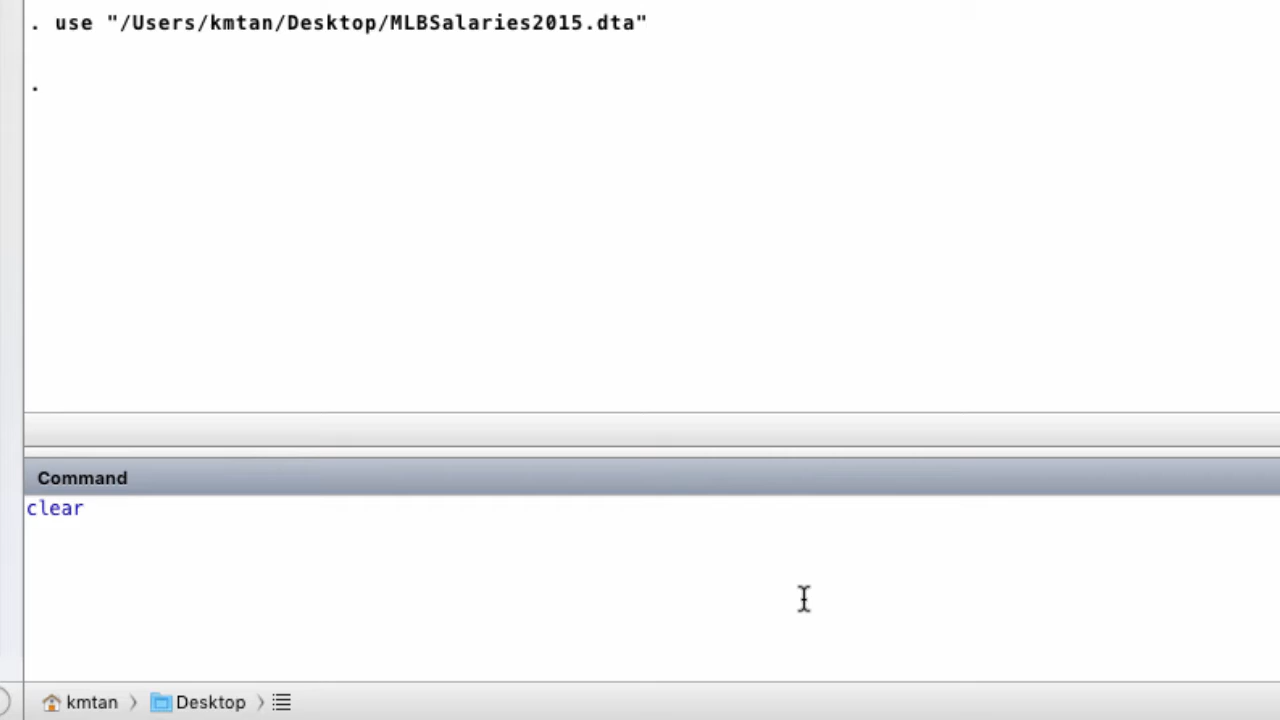 . use "/Users/kmtan/Desktop/MLBSalaries2015.dta"
.
Command
clear
kmtan 〉 Desktop 〉